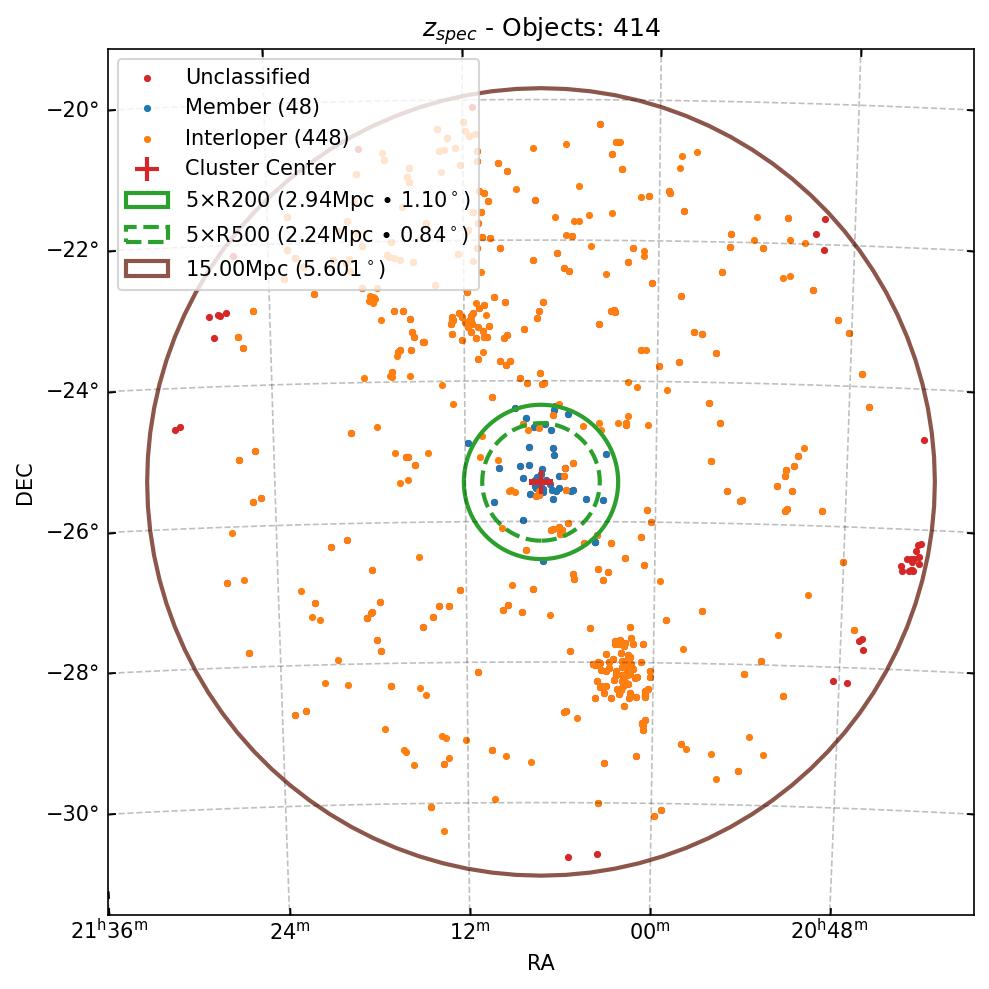 z_spec - Objects: 414
Unclassified
Member (48)
Interloper (448)
Cluster Center
5×R200 (2.94Mpc • 1.10°)
5×R500 (2.24Mpc • 0.84°)
15.00Mpc (5.601°)
−20°
−22°
−24°
−26°
−28°
−30°
DEC
21ʰ36ᵐ 24ᵐ 12ᵐ 00ᵐ 20ʰ48ᵐ
RA